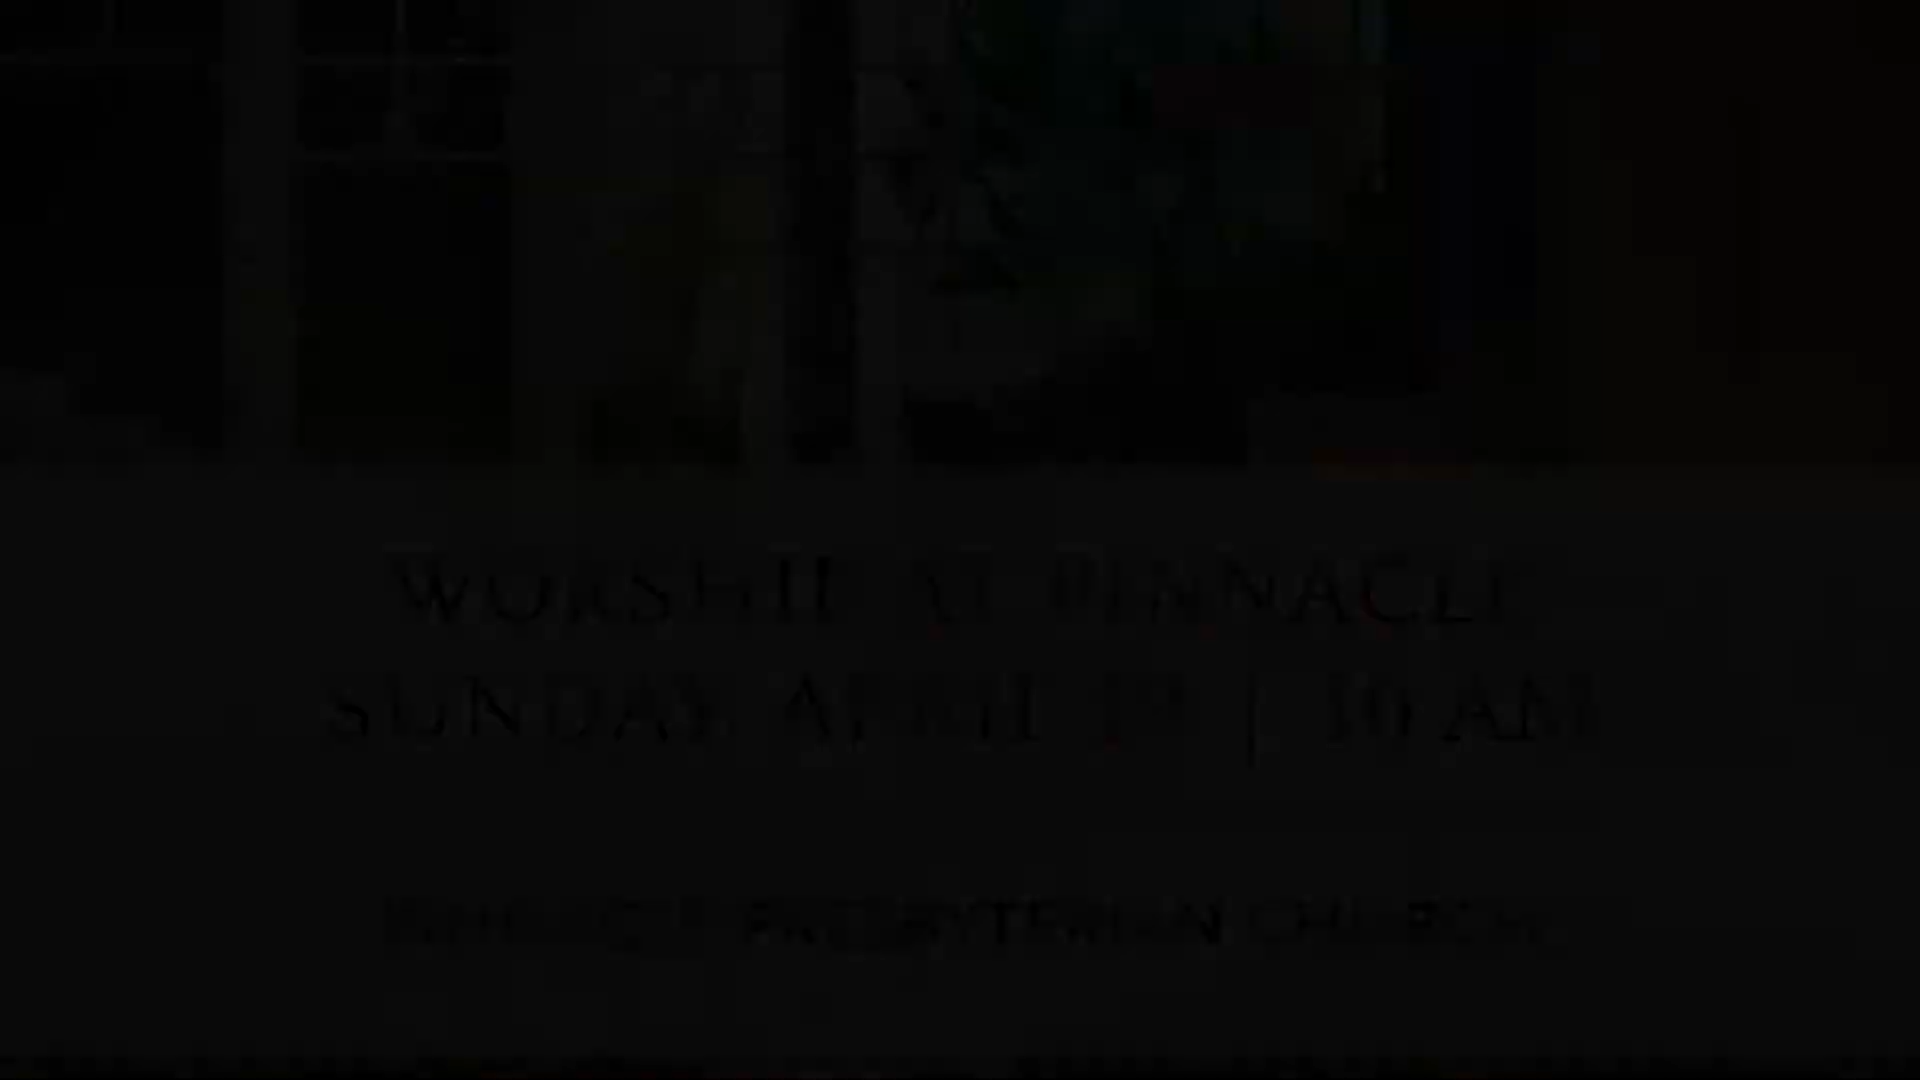 WORSHIP AT PINNACLE
SUNDAY APRIL | 10 AM
PINNACLE PRESBYTERIAN CHURCH